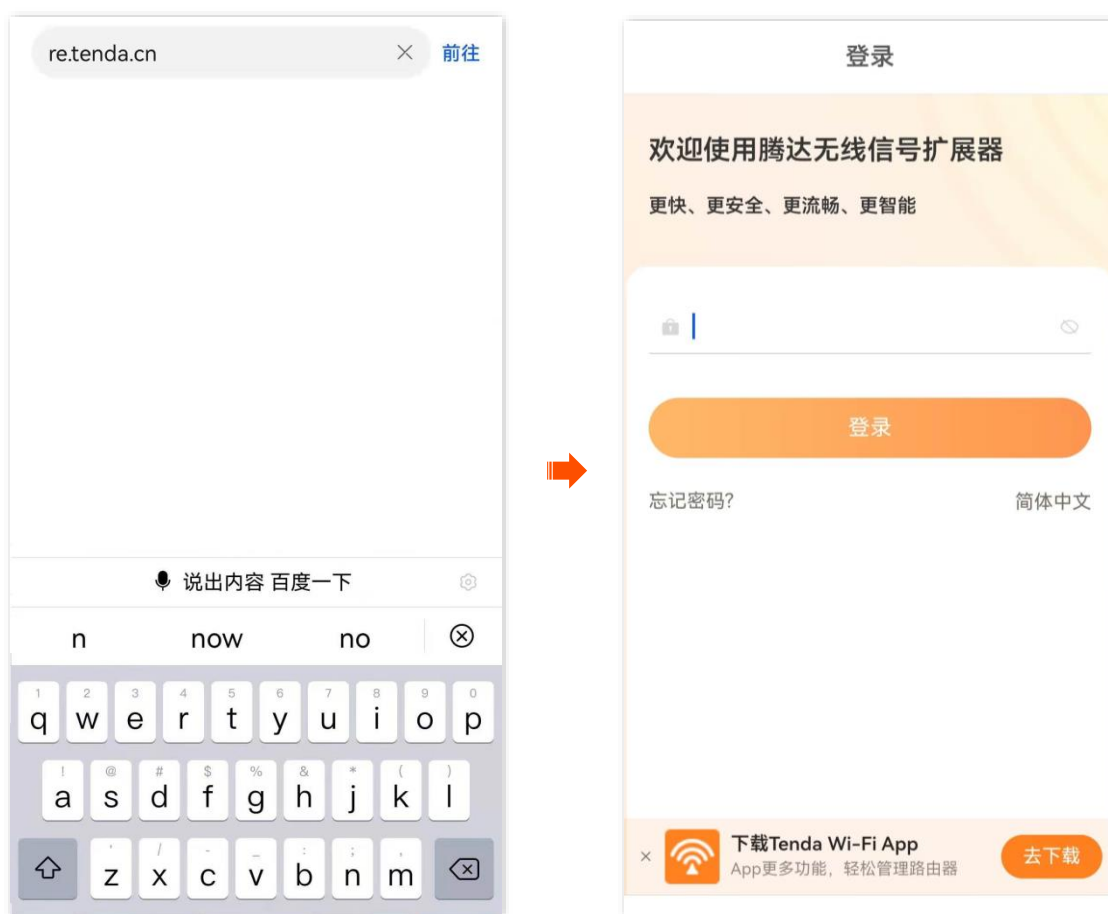 re.tenda.cn 前往
说出内容 百度一下
n now no
1 2 3 4 5 6 7 8 9 0
q w e r t y u i o p
! @ # $ % & * ( )
a s d f g h j k l
' / - _ : ; ,
z x c v b n m
登录
欢迎使用腾达无线信号扩展器
更快、更安全、更流畅、更智能
登录
忘记密码? 简体中文
× 下载Tenda Wi-Fi App
App更多功能，轻松管理路由器
去下载